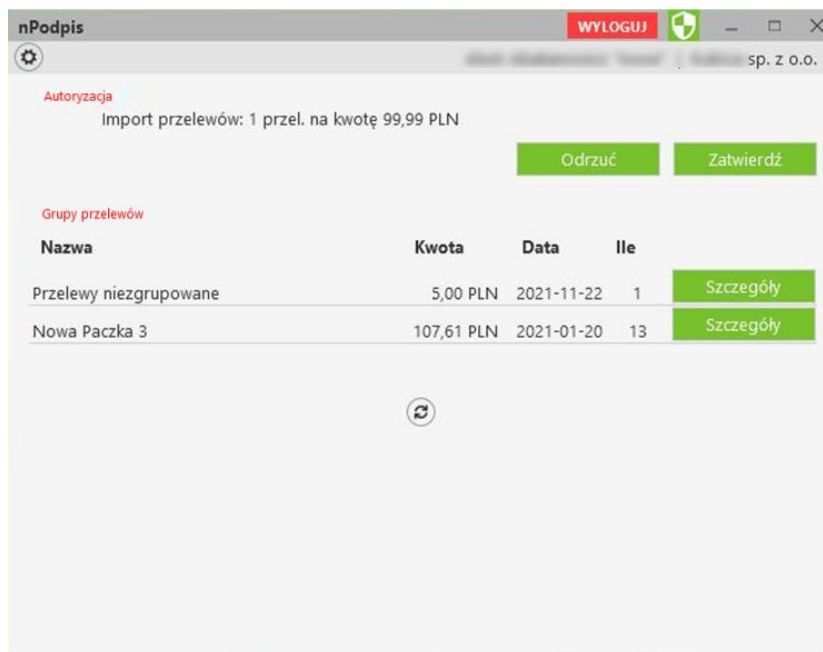 nPodpis WYLOGUJ
sp. z o.o.
Autoryzacja
Import przelewów: 1 przel. na kwotę 99,99 PLN
Odrzuć Zatwierdź
Grupy przelewów
Nazwa Kwota Data Ile
Przelewy niezgrupowane 5,00 PLN 2021-11-22 1 Szczegóły
Nowa Paczka 3 107,61 PLN 2021-01-20 13 Szczegóły